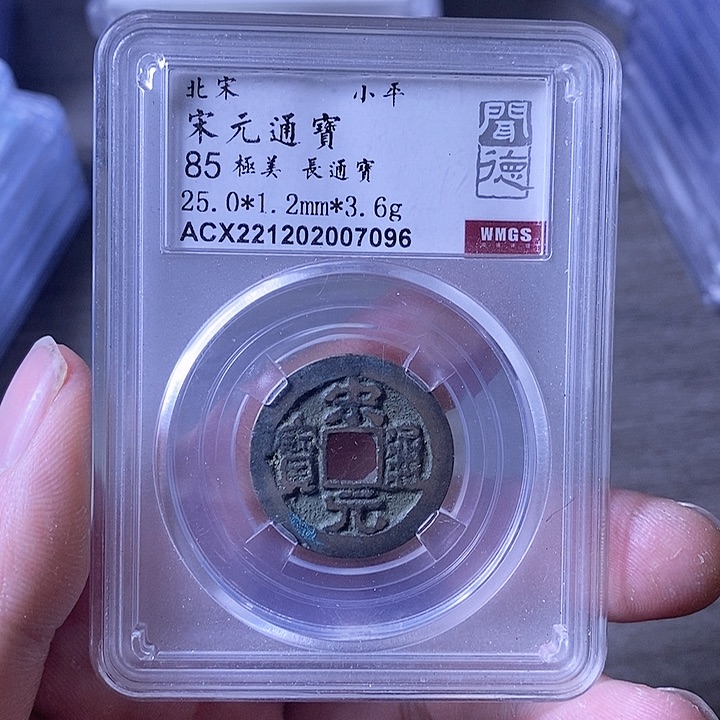 北宋 小平
宋元通寶
85 極美 長通寶
25.0*1.2mm*3.6g
ACX221202007096
聞德
WMGS
宋元通寶